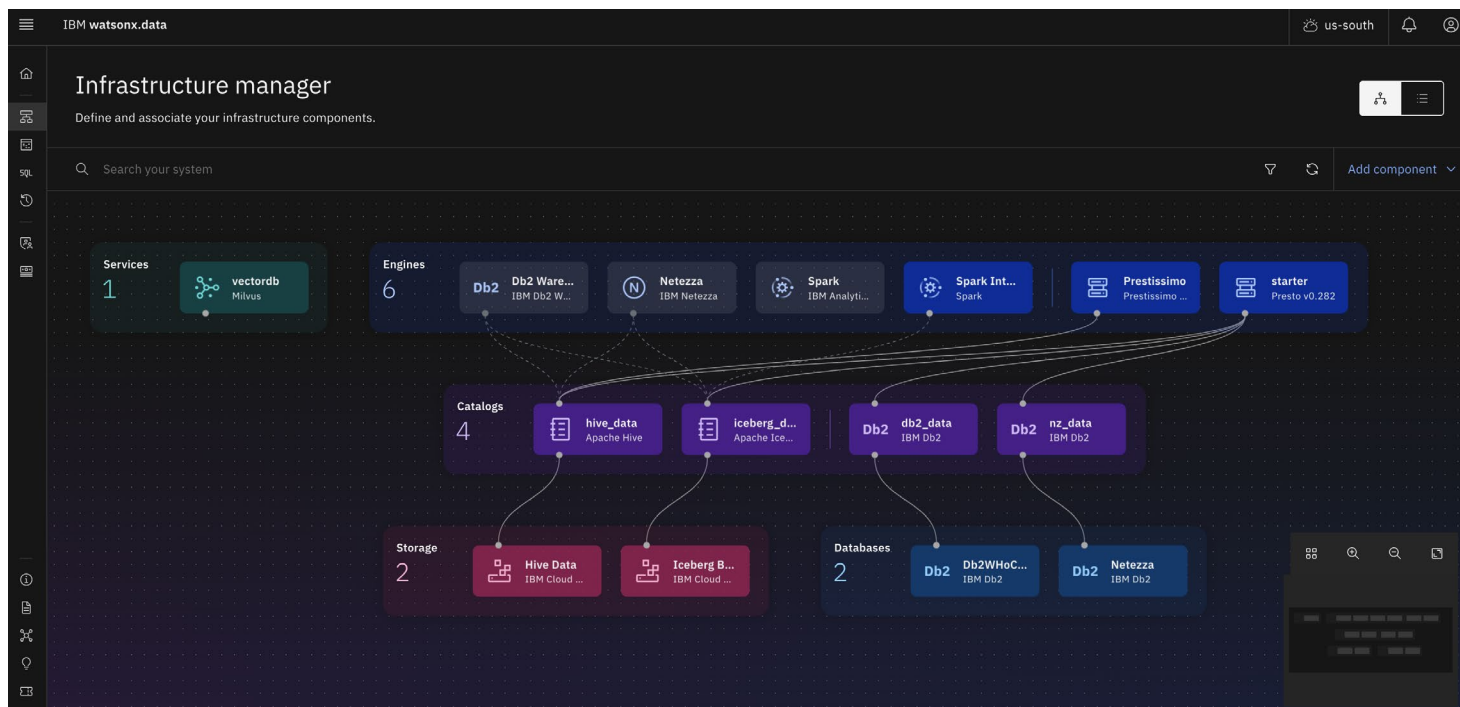 IBM watsonx.data
us-south
Infrastructure manager
Define and associate your infrastructure components.
SQL
Search your system
Add component
Services
1
vectordb
Milvus
Engines
6
Db2
Db2 Ware...
IBM Db2 W...
N
Netezza
IBM Netezza
Spark
IBM Analyti...
Spark Int...
Spark
Prestissimo
Prestissimo ...
starter
Presto v0.282
Catalogs
4
hive_data
Apache Hive
iceberg_d...
Apache Ice...
Db2
db2_data
IBM Db2
Db2
nz_data
IBM Db2
Storage
2
Hive Data
IBM Cloud ...
Iceberg B...
IBM Cloud ...
Databases
2
Db2
Db2WHoC...
IBM Db2
Db2
Netezza
IBM Db2